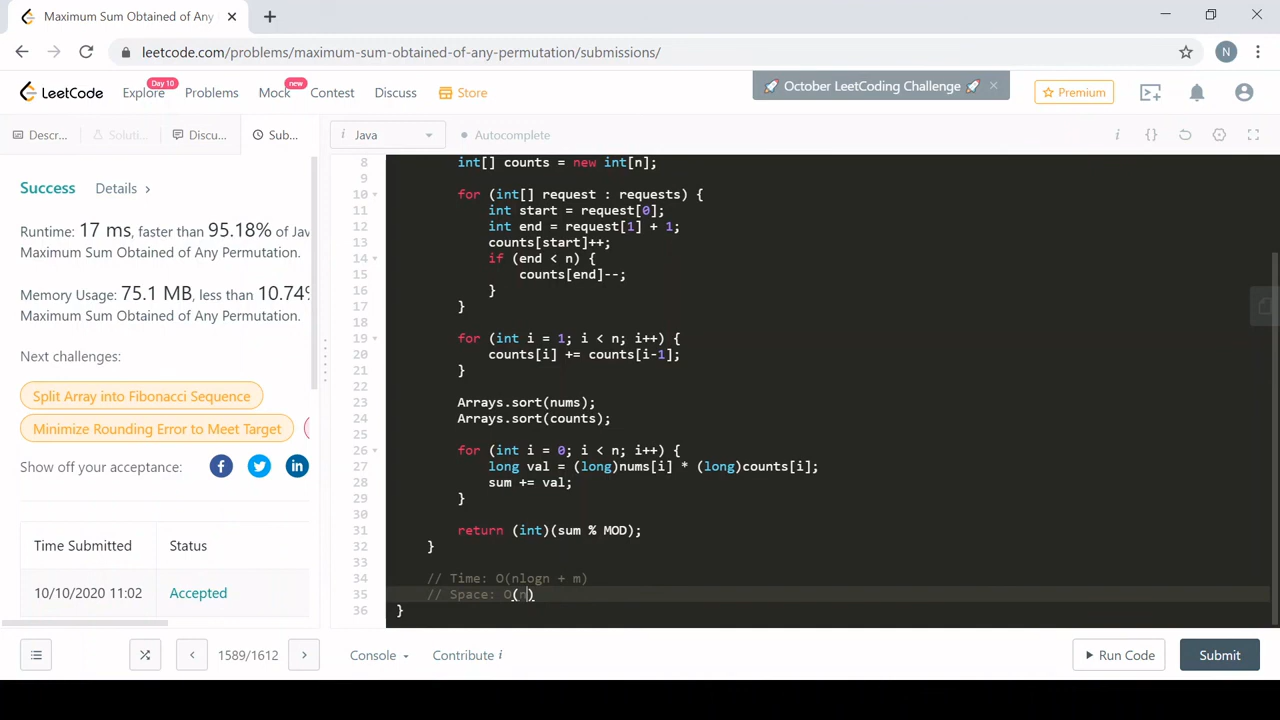 Maximum Sum Obtained of Any
leetcode.com/problems/maximum-sum-obtained-of-any-permutation/submissions/
N
LeetCode
Explore
Day 10
Problems
Mock
new
Contest
Discuss
Store
🚀 October LeetCoding Challenge 🚀 ×
Premium
Descr...
Soluti...
Discu...
Sub...
i Java
Autocomplete
Success
Details >
Runtime: 17 ms, faster than 95.18% of Jav
Maximum Sum Obtained of Any Permutation.
Memory Usage: 75.1 MB, less than 10.74%
Maximum Sum Obtained of Any Permutation.
Next challenges:
Split Array into Fibonacci Sequence
Minimize Rounding Error to Meet Target
Show off your acceptance:
Time Submitted Status
10/10/2020 11:02 Accepted
8 int[] counts = new int[n];
9
10 for (int[] request : requests) {
11 int start = request[0];
12 int end = request[1] + 1;
13 counts[start]++;
14 if (end < n) {
15 counts[end]--;
16 }
17 }
18
19 for (int i = 1; i < n; i++) {
20 counts[i] += counts[i-1];
21 }
22
23 Arrays.sort(nums);
24 Arrays.sort(counts);
25
26 for (int i = 0; i < n; i++) {
27 long val = (long)nums[i] * (long)counts[i];
28 sum += val;
29 }
30
31 return (int)(sum % MOD);
32 }
33
34 // Time: O(nlogn + m)
35 // Space: O(n)
36 }
1589/1612
Console
Contribute i
Run Code
Submit